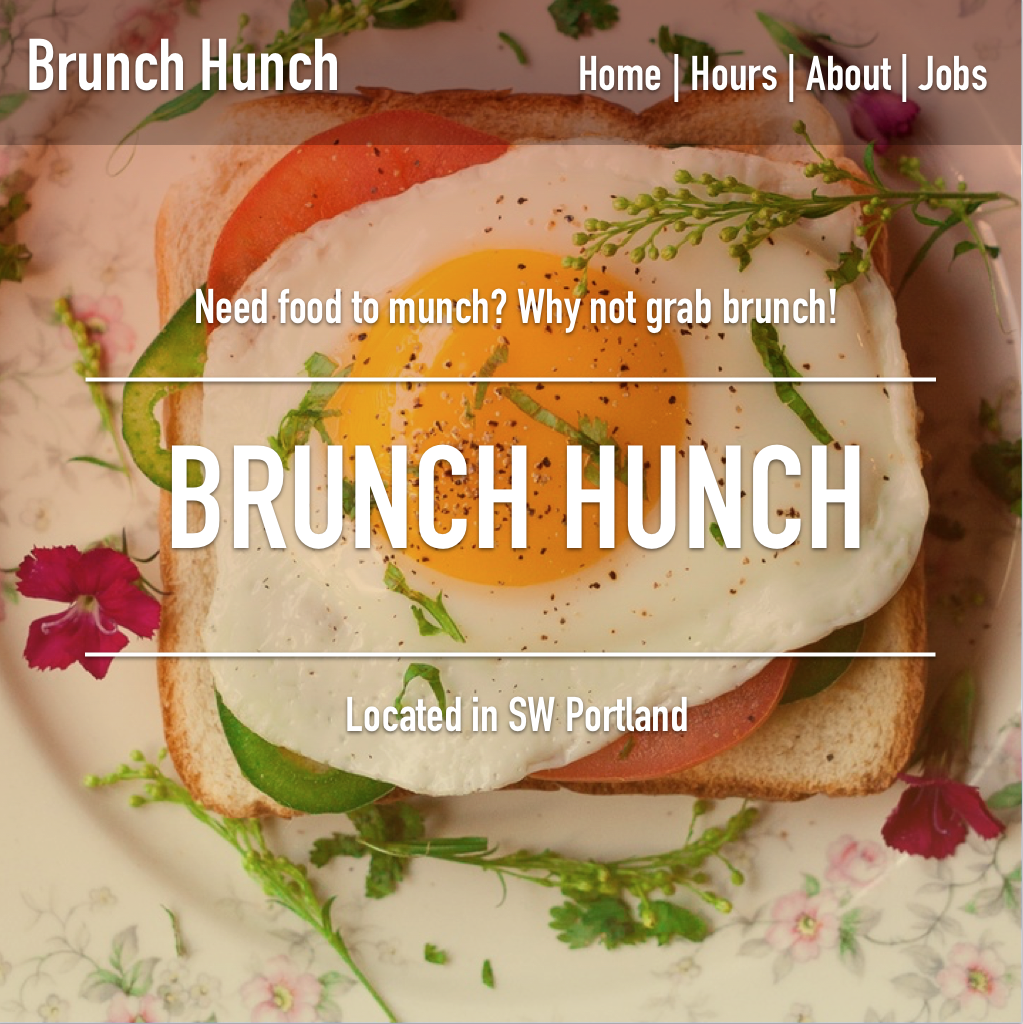 Brunch Hunch
Home | Hours | About | Jobs
Need food to munch? Why not grab brunch!
BRUNCH HUNCH
Located in SW Portland